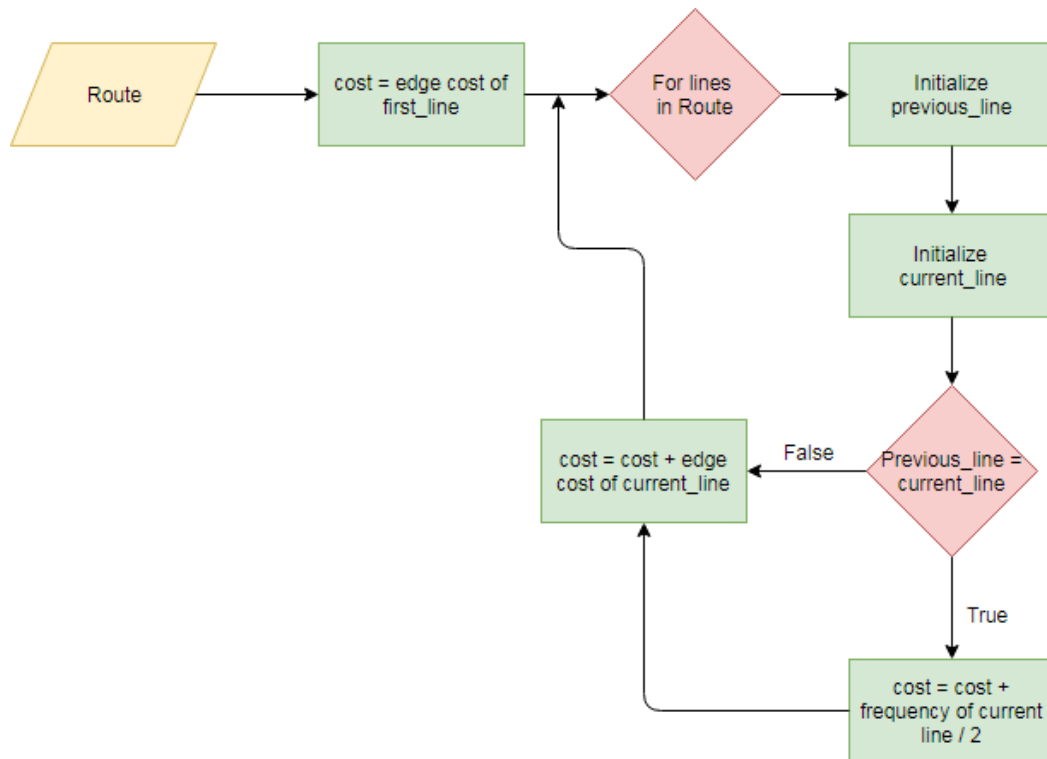 Route
cost = edge cost of
first_line
For lines
in Route
Initialize
previous_line
Initialize
current_line
Previous_line =
current_line
False
cost = cost + edge
cost of current_line
True
cost = cost +
frequency of current
line / 2